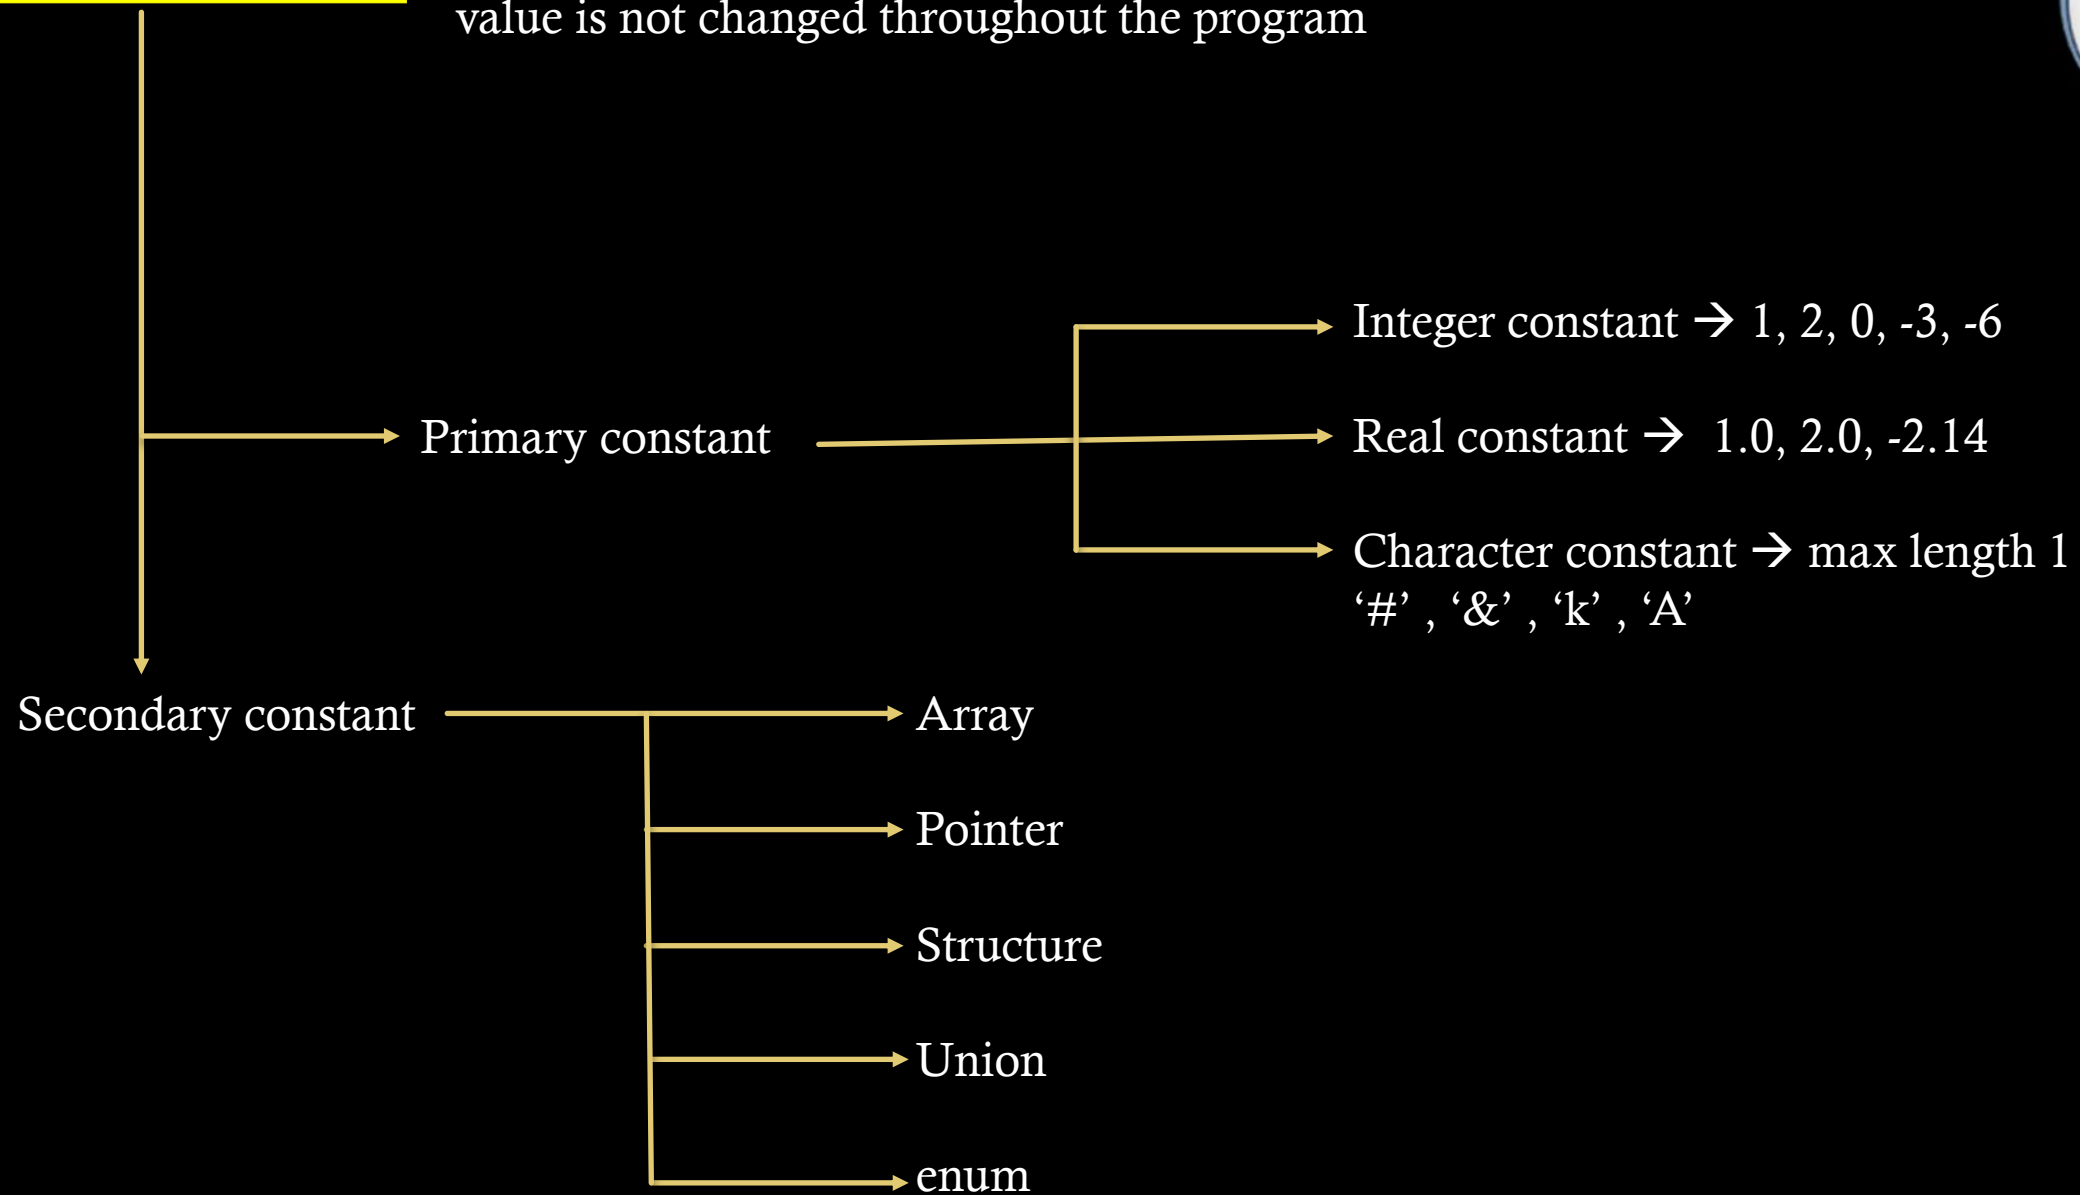 value is not changed throughout the program
Integer constant → 1, 2, 0, -3, -6
Primary constant
Real constant → 1.0, 2.0, -2.14
Character constant → max length 1
‘#’ , ‘&’ , ‘k’ , ‘A’
Secondary constant
Array
Pointer
Structure
Union
enum